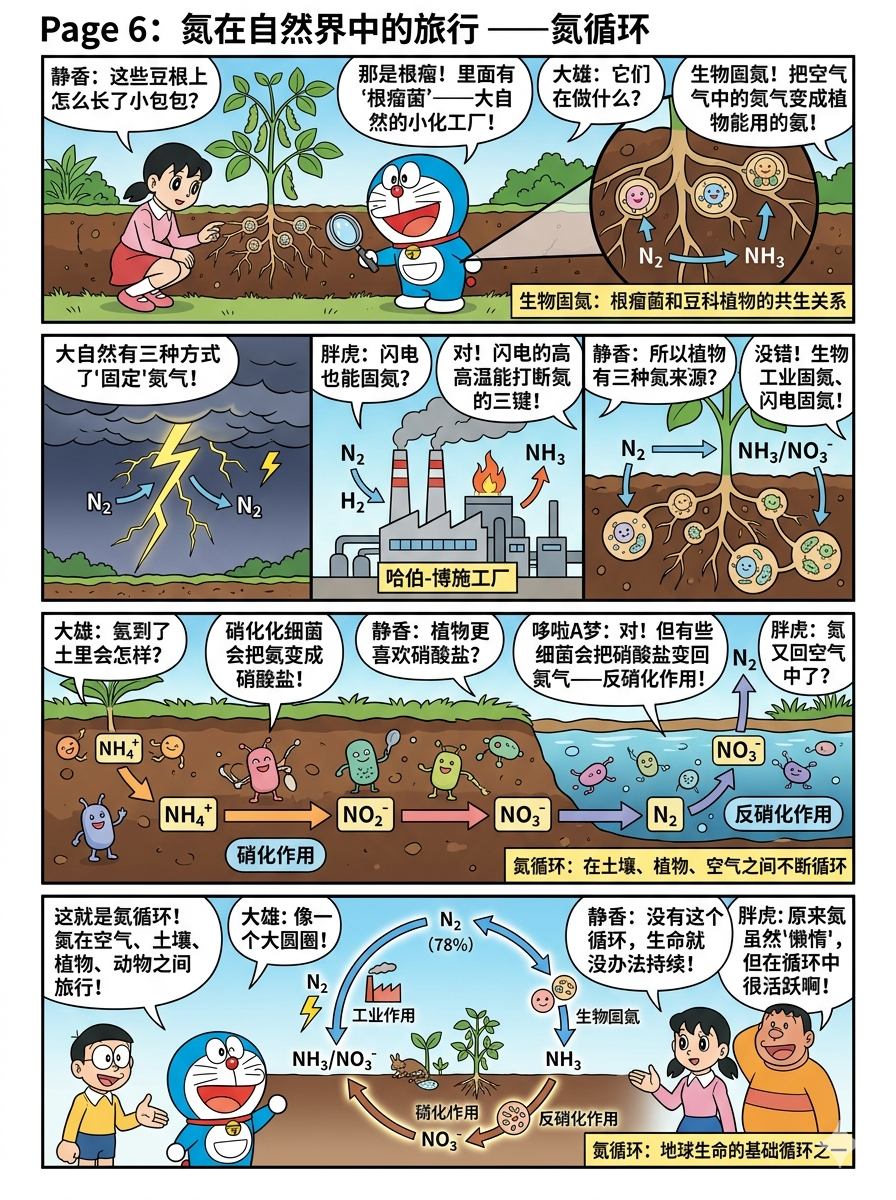 Page 6：氮在自然界中的旅行 ——氮循环
静香：这些豆根上
怎么长了小包包？
那是根瘤！里面有
‘根瘤菌’——大自
然的小化工厂！
大雄：它们
在做什么？
生物固氮！把空气
气中的氮气变成植
物能用的氨！
N₂
NH₃
生物固氮：根瘤菌和豆科植物的共生关系
大自然有三种方式
了'固定'氮气！
N₂
N₂
胖虎：闪电
也能固氮？
对！闪电的高
高温能打断氮
的三键！
N₂
H₂
NH₃
哈伯-博施工厂
静香：所以植物
有三种氮来源？
没错！生物
工业固氮、
闪电固氮！
N₂
NH₃/NO₃⁻
大雄：氨到了
土里会怎样？
硝化化细菌
会把氨变成
硝酸盐！
静香：植物更
喜欢硝酸盐？
哆啦A梦：对！但有些
细菌会把硝酸盐变回
氮气——反硝化作用！
胖虎：氮
又回空气
中了？
N₂
NH₄⁺
NO₃⁻
NH₄⁺
NO₂⁻
NO₃⁻
N₂
反硝化作用
硝化作用
氮循环：在土壤、植物、空气之间不断循环
这就是氮循环！
氮在空气、土壤、
植物、动物之间
旅行！
大雄：像一
个大圆圈！
静香：没有这个
循环，生命就
没办法持续！
胖虎：原来氮
虽然‘懒惰’，
但在循环中
很活跃啊！
N₂
(78%)
N₂
工业作用
生物固氮
NH₃/NO₃⁻
NH₃
硝化作用
反硝化作用
NO₃⁻
氮循环：地球生命的基础循环之一